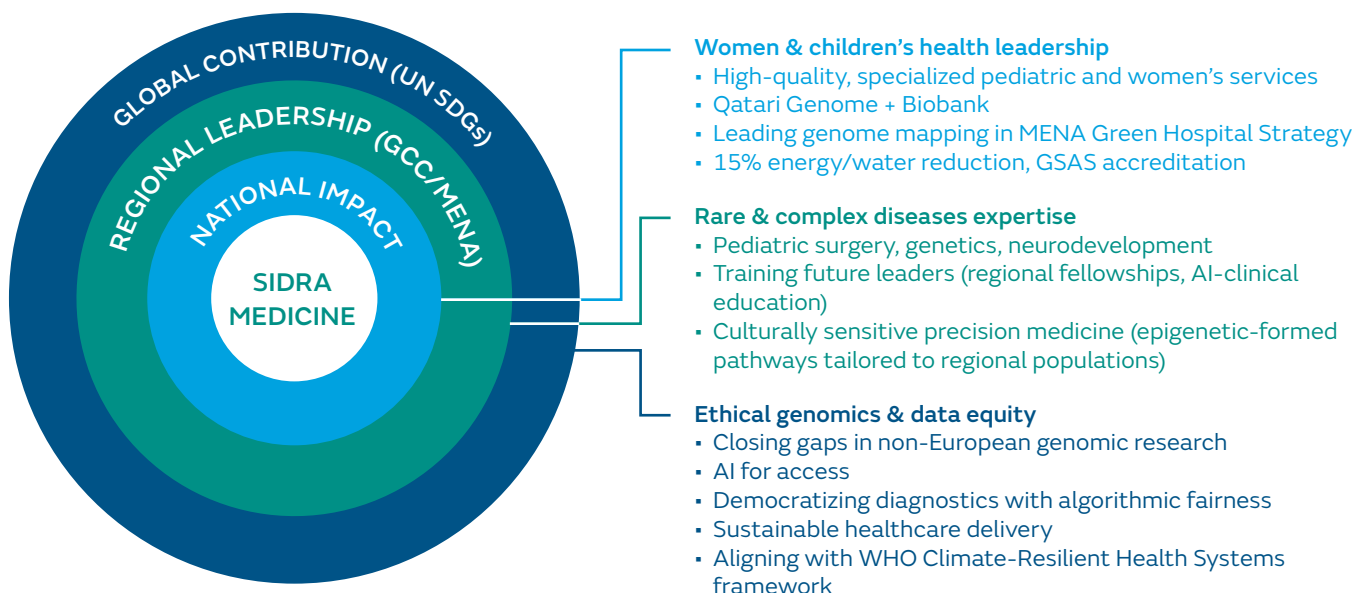 GLOBAL CONTRIBUTION (UN SDGs)
REGIONAL LEADERSHIP (GCC/MENA)
NATIONAL IMPACT
SIDRA
MEDICINE
Women & children’s health leadership
▪ High-quality, specialized pediatric and women’s services
▪ Qatari Genome + Biobank
▪ Leading genome mapping in MENA Green Hospital Strategy
▪ 15% energy/water reduction, GSAS accreditation
Rare & complex diseases expertise
▪ Pediatric surgery, genetics, neurodevelopment
▪ Training future leaders (regional fellowships, AI-clinical
education)
▪ Culturally sensitive precision medicine (epigenetic-formed
pathways tailored to regional populations)
Ethical genomics & data equity
▪ Closing gaps in non-European genomic research
▪ AI for access
▪ Democratizing diagnostics with algorithmic fairness
▪ Sustainable healthcare delivery
▪ Aligning with WHO Climate-Resilient Health Systems
framework